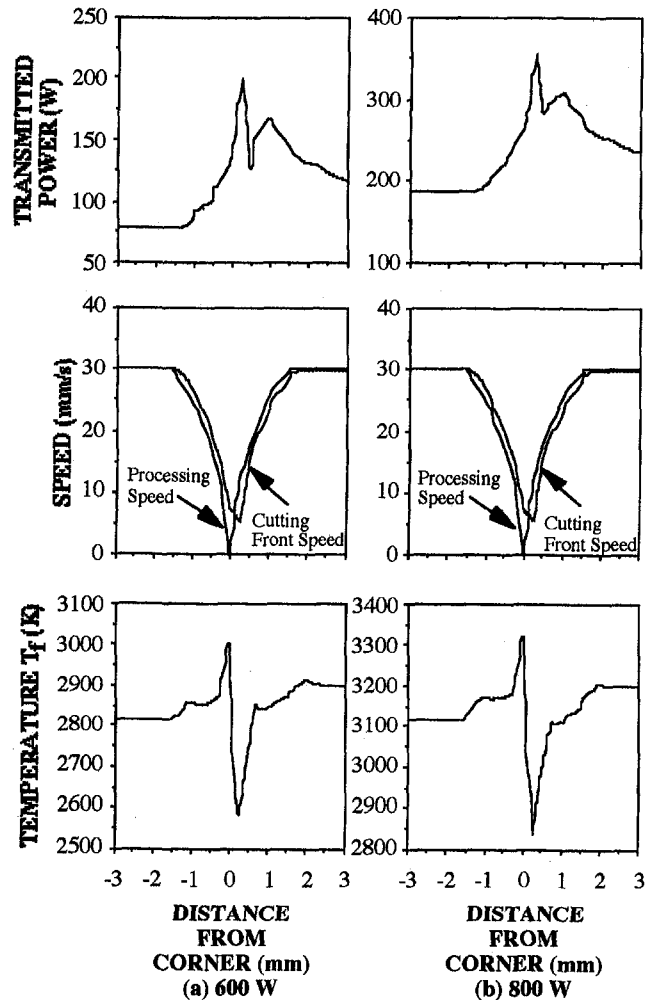 TRANSMITTED
POWER (W)
250
200
150
100
50
400
300
200
100
SPEED (mm/s)
40
30
20
10
0
Processing
Speed
Cutting
Front Speed
40
30
20
10
0
Processing
Speed
Cutting
Front Speed
TEMPERATURE Tf (K)
3100
3000
2900
2800
2700
2600
2500
3400
3300
3200
3100
3000
2900
2800
-3 -2 -1 0 1 2 3
-3 -2 -1 0 1 2 3
DISTANCE
FROM
CORNER (mm)
(a) 600 W
DISTANCE
FROM
CORNER (mm)
(b) 800 W